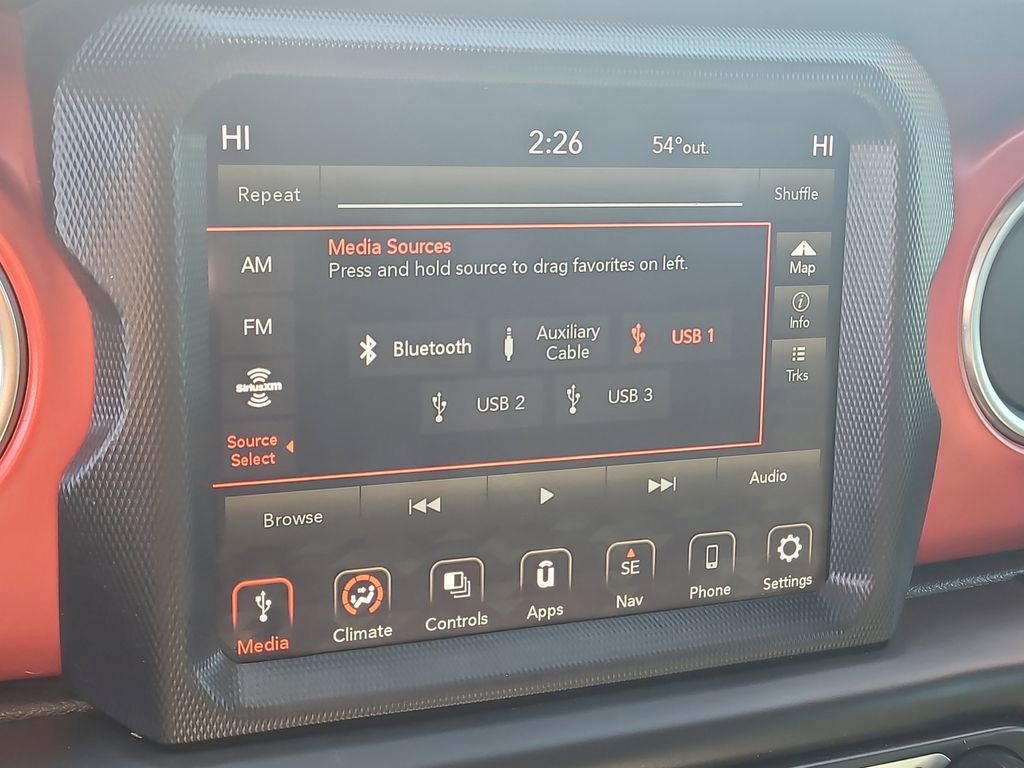 HI 2:26 54°out. HI
Repeat Shuffle
AM
FM
SiriusXM
Source
Select
Media Sources
Press and hold source to drag favorites on left.
Bluetooth
Auxiliary
Cable
USB 1
USB 2
USB 3
Map
Info
Trks
Browse Audio
Media
Climate
Controls
Apps
SE
Nav
Phone
Settings